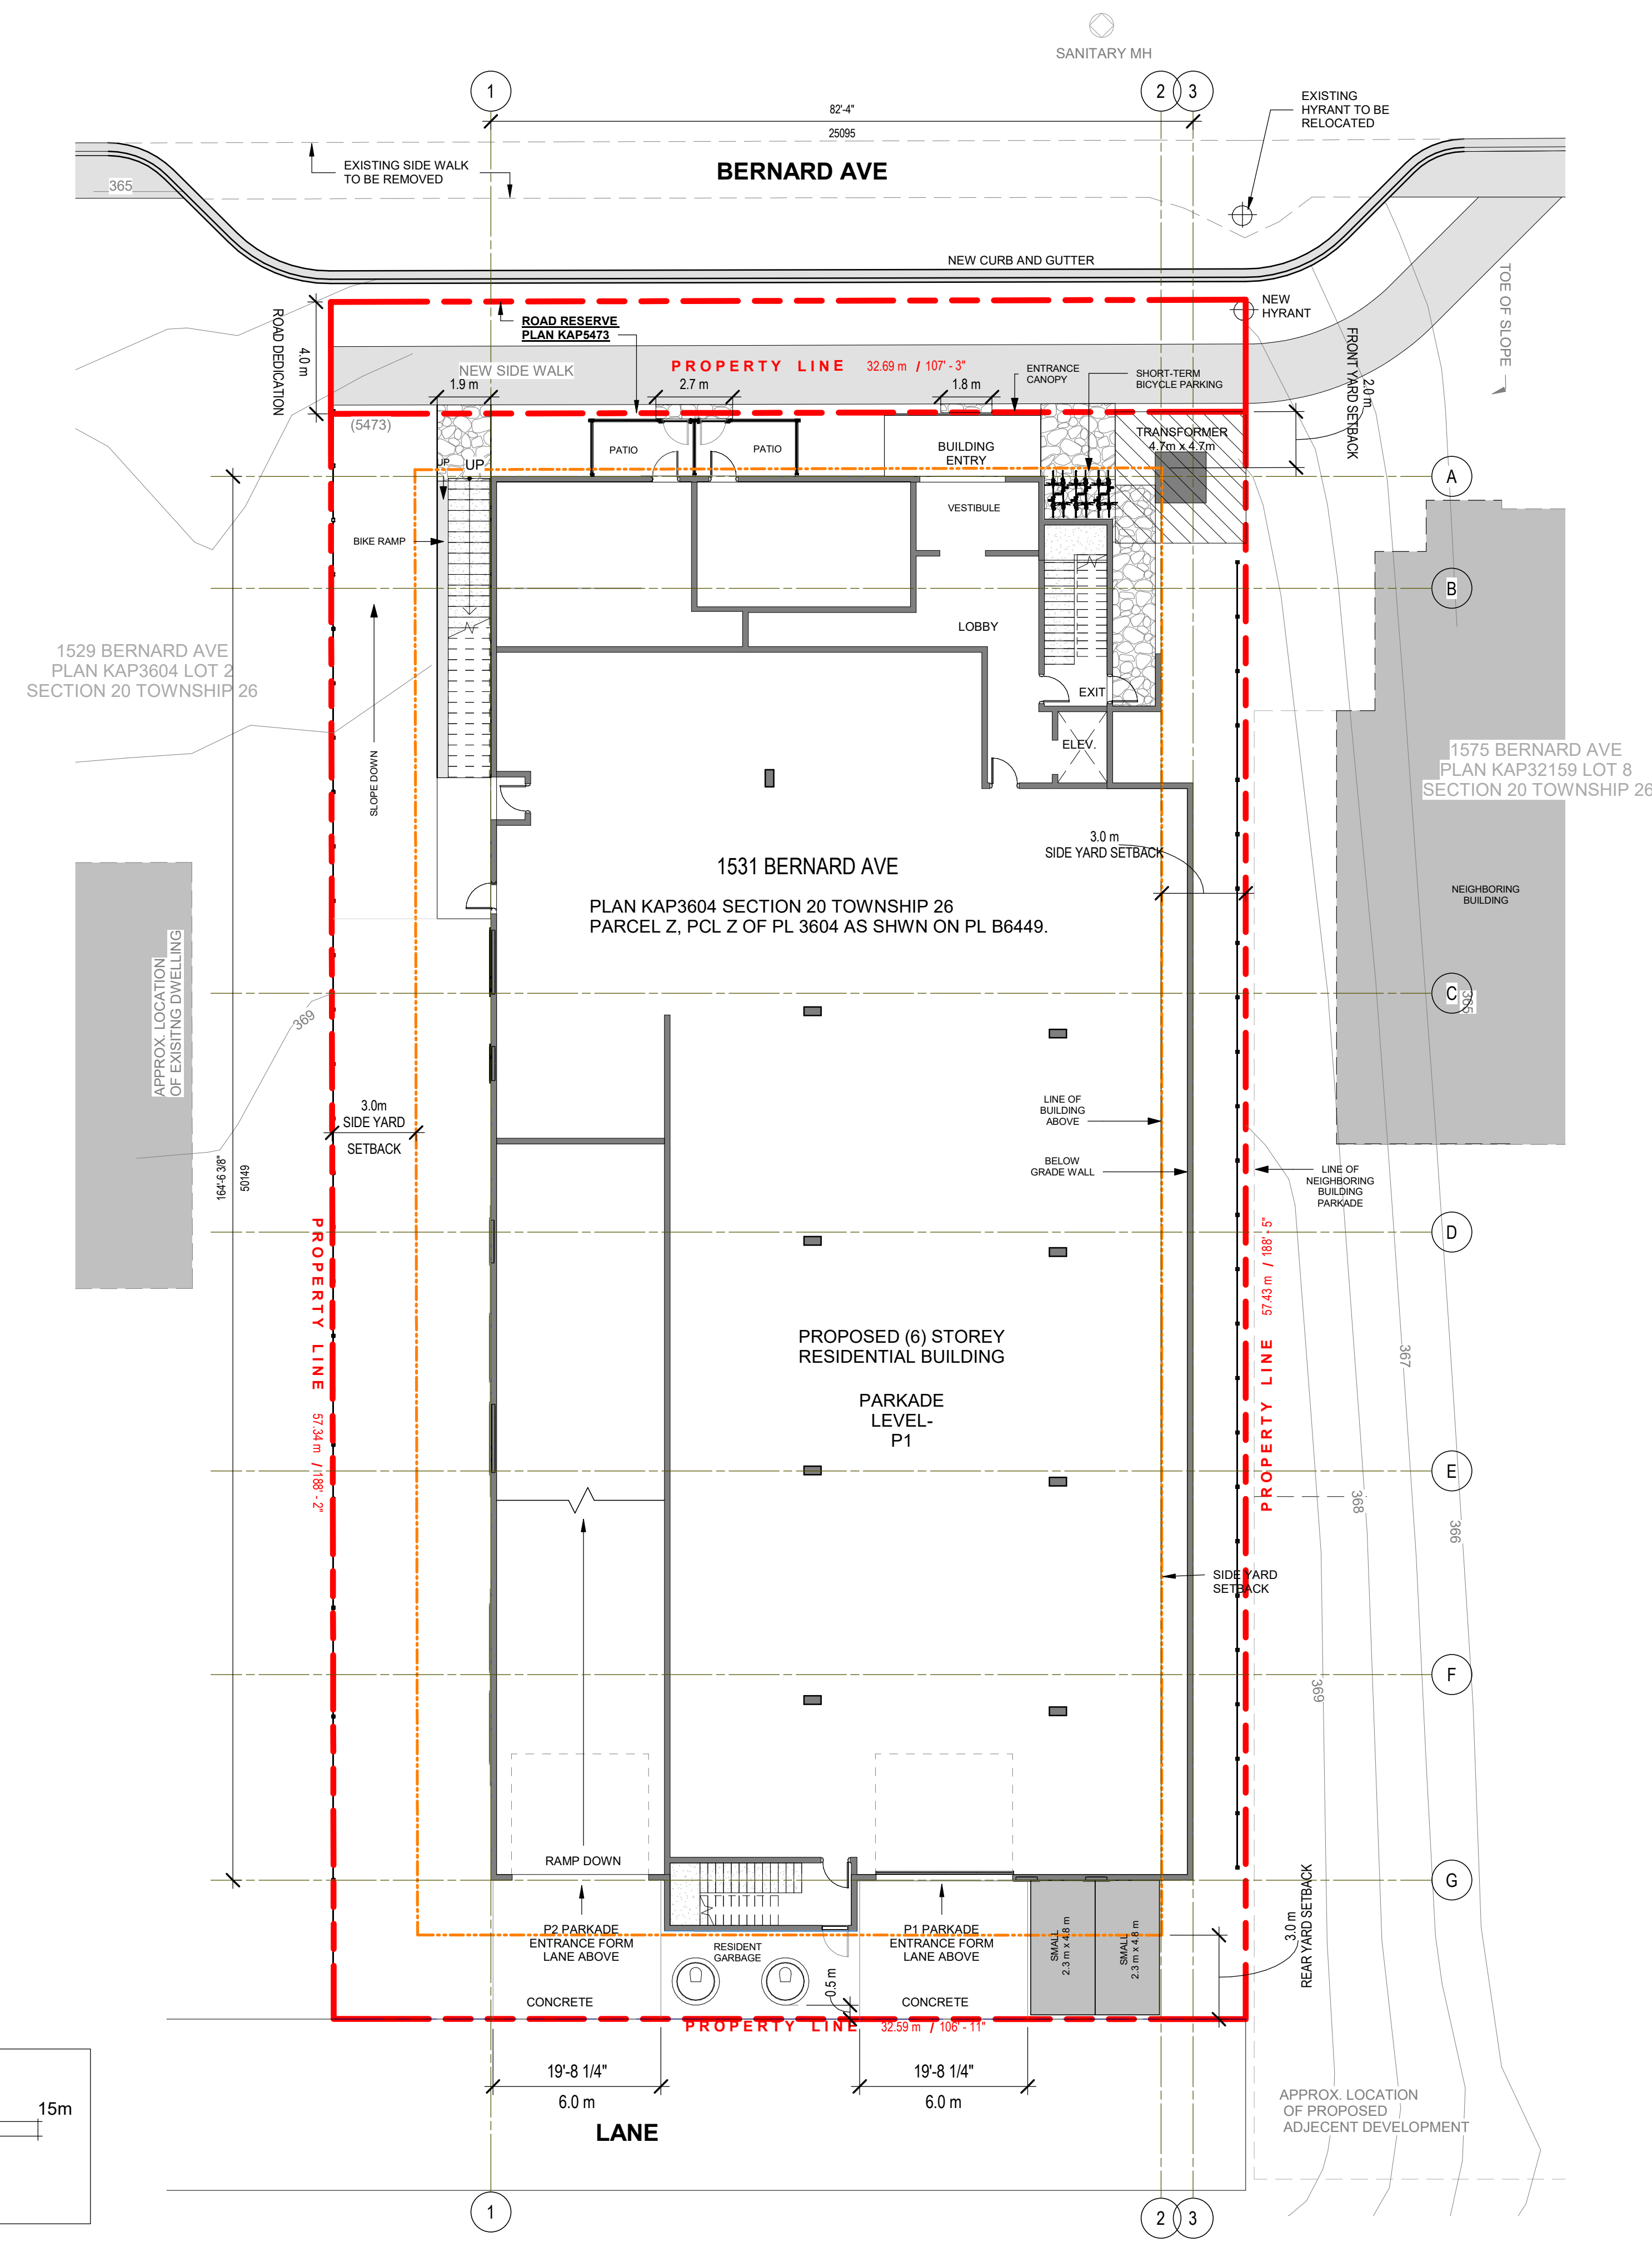 SANITARY MH
1
2
3
82'-4"
25095
EXISTING
HYRANT TO BE
RELOCATED
EXISTING SIDE WALK
TO BE REMOVED
BERNARD AVE
365
NEW CURB AND GUTTER
TOE OF SLOPE
NEW
HYRANT
ROAD DEDICATION
4.0 m
ROAD RESERVE
PLAN KAP5473
NEW SIDE WALK
PROPERTY LINE 32.69 m / 107' - 3"
ENTRANCE
CANOPY
SHORT-TERM
BICYCLE PARKING
FRONT YARD SETBACK
2.0 m
1.9 m
2.7 m
1.8 m
(5473)
TRANSFORMER
4.7m x 4.7m
PATIO
PATIO
BUILDING
ENTRY
UP
UP
A
VESTIBULE
BIKE RAMP
B
LOBBY
1529 BERNARD AVE
PLAN KAP3604 LOT 2
SECTION 20 TOWNSHIP 26
SLOPE DOWN
EXIT
ELEV.
1575 BERNARD AVE
PLAN KAP32159 LOT 8
SECTION 20 TOWNSHIP 26
3.0 m
SIDE YARD SETBACK
1531 BERNARD AVE
PLAN KAP3604 SECTION 20 TOWNSHIP 26
PARCEL Z, PCL Z OF PL 3604 AS SHWN ON PL B6449.
NEIGHBORING
BUILDING
APPROX. LOCATION
OF EXISITNG DWELLING
369
C
365
3.0m
SIDE YARD
SETBACK
LINE OF
BUILDING
ABOVE
BELOW
GRADE WALL
LINE OF
NEIGHBORING
BUILDING
PARKADE
164'-6 3/8"
50149
D
PROPERTY LINE 57.34 m / 188' - 2"
PROPERTY LINE 57.43 m / 188' - 5"
PROPOSED (6) STOREY
RESIDENTIAL BUILDING
PARKADE
LEVEL-
P1
367
E
368
366
SIDE YARD
SETBACK
F
369
RAMP DOWN
G
P2 PARKADE
ENTRANCE FORM
LANE ABOVE
RESIDENT
GARBAGE
P1 PARKADE
ENTRANCE FORM
LANE ABOVE
SMALL
2.3 m x 4.8 m
SMALL
2.3 m x 4.8 m
3.0 m
REAR YARD SETBACK
0.5 m
CONCRETE
CONCRETE
PROPERTY LINE 32.59 m / 106' - 11"
19'-8 1/4"
6.0 m
19'-8 1/4"
6.0 m
15m
LANE
APPROX. LOCATION
OF PROPOSED
ADJECENT DEVELOPMENT
1
2
3